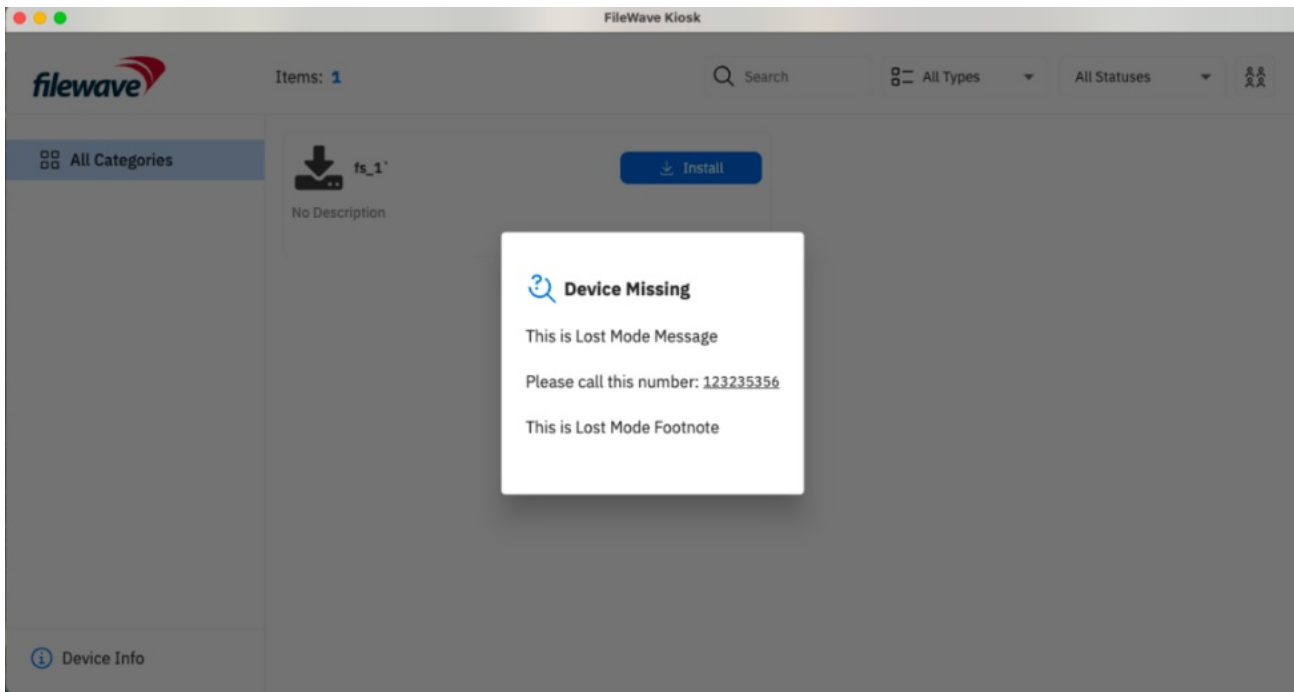 FileWave Kiosk
filewave
Items: 1
Search
All Types
All Statuses
All Categories
fs_1`
Install
No Description
Device Missing
This is Lost Mode Message
Please call this number: 123235356
This is Lost Mode Footnote
Device Info